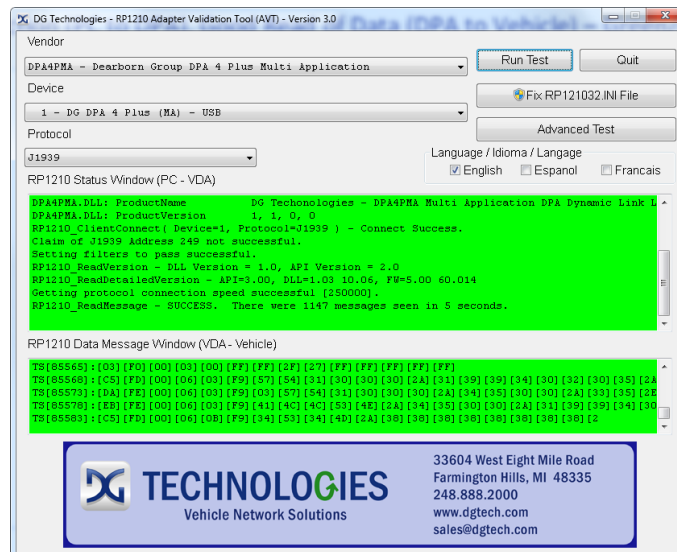 DG Technologies - RP1210 Adapter Validation Tool (AVT) - Version 3.0
Vendor
DPA4PMA - Dearborn Group DPA 4 Plus Multi Application
Run Test
Quit
Device
Fix RP121032.INI File
1 - DG DPA 4 Plus (MA) - USB
Protocol
Advanced Test
J1939
Language / Idioma / Langage
English
Espanol
Francais
RP1210 Status Window (PC - VDA)
DPA4PMA.DLL: ProductName DG Techonologies - DPA4PMA Multi Application DPA Dynamic Link L
DPA4PMA.DLL: ProductVersion 1, 1, 0, 0
RP1210_ClientConnect( Device=1, Protocol=J1939 ) - Connect Success.
Claim of J1939 Address 249 not successful.
Setting filters to pass successful.
RP1210_ReadVersion - DLL Version = 1.0, API Version = 2.0
RP1210_ReadDetailedVersion - API=3.00, DLL=1.03 10.06, FW=5.00 60.014
Getting protocol connection speed successful [250000].
RP1210_ReadMessage - SUCCESS. There were 1147 messages seen in 5 seconds.
RP1210 Data Message Window (VDA - Vehicle)
TS[85565]:[03][F0][00][03][00][FF][FF][2F][27][FF][FF][FF][FF][FF]
TS[85568]:[C5][FD][00][06][03][F9][57][54][31][30][30][30][2A][31][39][39][34][30][32][30][35][2A
TS[85573]:[DA][FE][00][06][03][F9][03][57][54][31][30][30][30][2A][34][35][30][30][2A][33][35][2E
TS[85578]:[EB][FE][00][06][03][F9][41][4C][4C][53][4E][2A][34][35][30][30][2A][31][39][39][34][30
TS[85583]:[C5][FD][00][06][0B][F9][34][53][34][4D][2A][38][38][38][38][38][38][38][38][2
DG
TECHNOLOGIES
Vehicle Network Solutions
33604 West Eight Mile Road
Farmington Hills, MI 48335
248.888.2000
www.dgtech.com
sales@dgtech.com